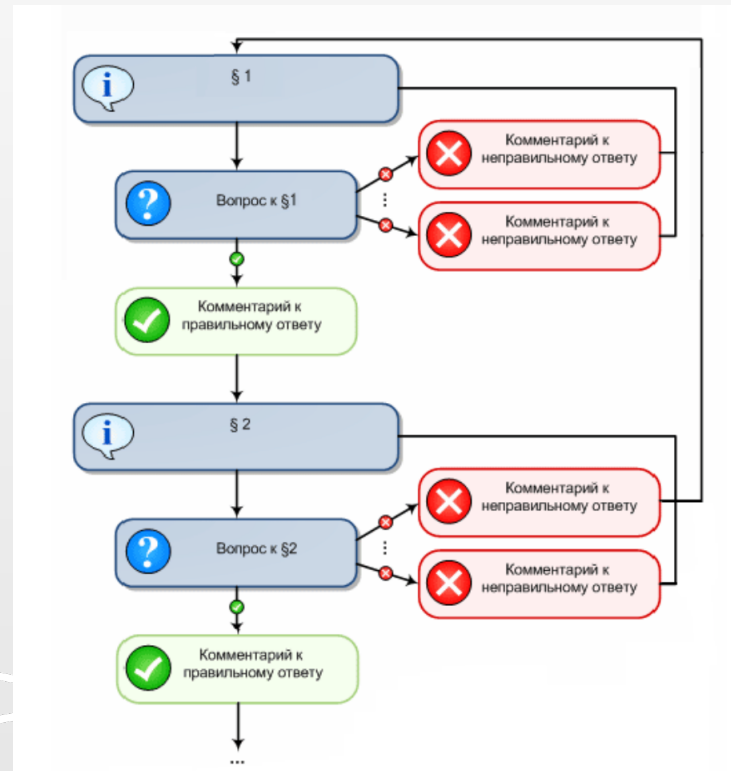 § 1
Комментарий к
неправильному ответу
Вопрос к §1
⋮
Комментарий к
неправильному ответу
Комментарий к
правильному ответу
§ 2
Комментарий к
неправильному ответу
Вопрос к §2
⋮
Комментарий к
неправильному ответу
Комментарий к
правильному ответу
...